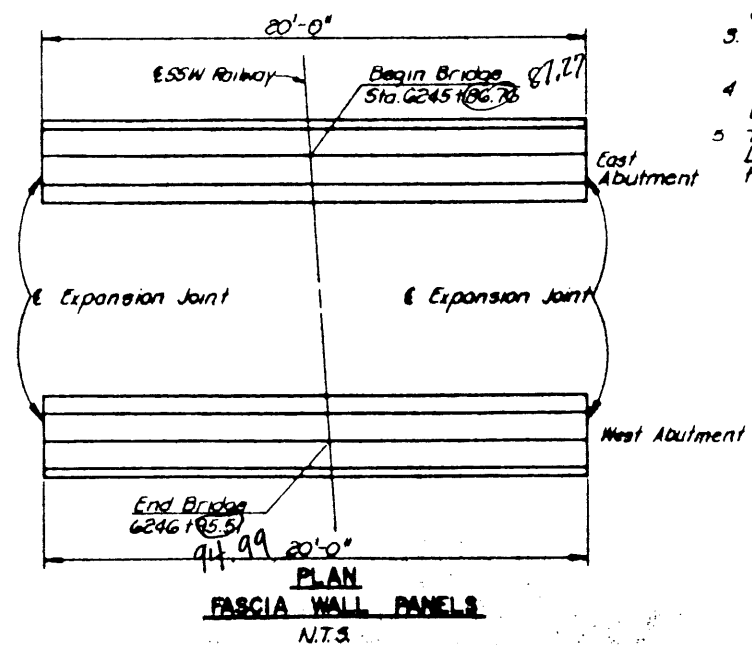 20'-0"
℄ SSW Railway
Begin Bridge
Sta. 6245+86.76
87.27
3.
4
5
East
Abutment
℄ Expansion Joint
℄ Expansion Joint
West Abutment
End Bridge
6246+95.51
94.99
20'-0"
PLAN
FASCIA WALL PANELS
N.T.S.